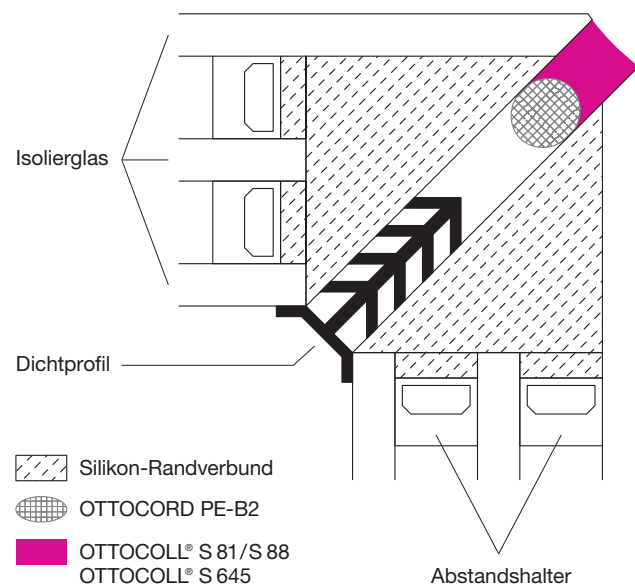 Isolierglas
Dichtprofil
Silikon-Randverbund
OTTOCORD PE-B2
OTTOCOLL® S 81/S 88
OTTOCOLL® S 645
Abstandshalter